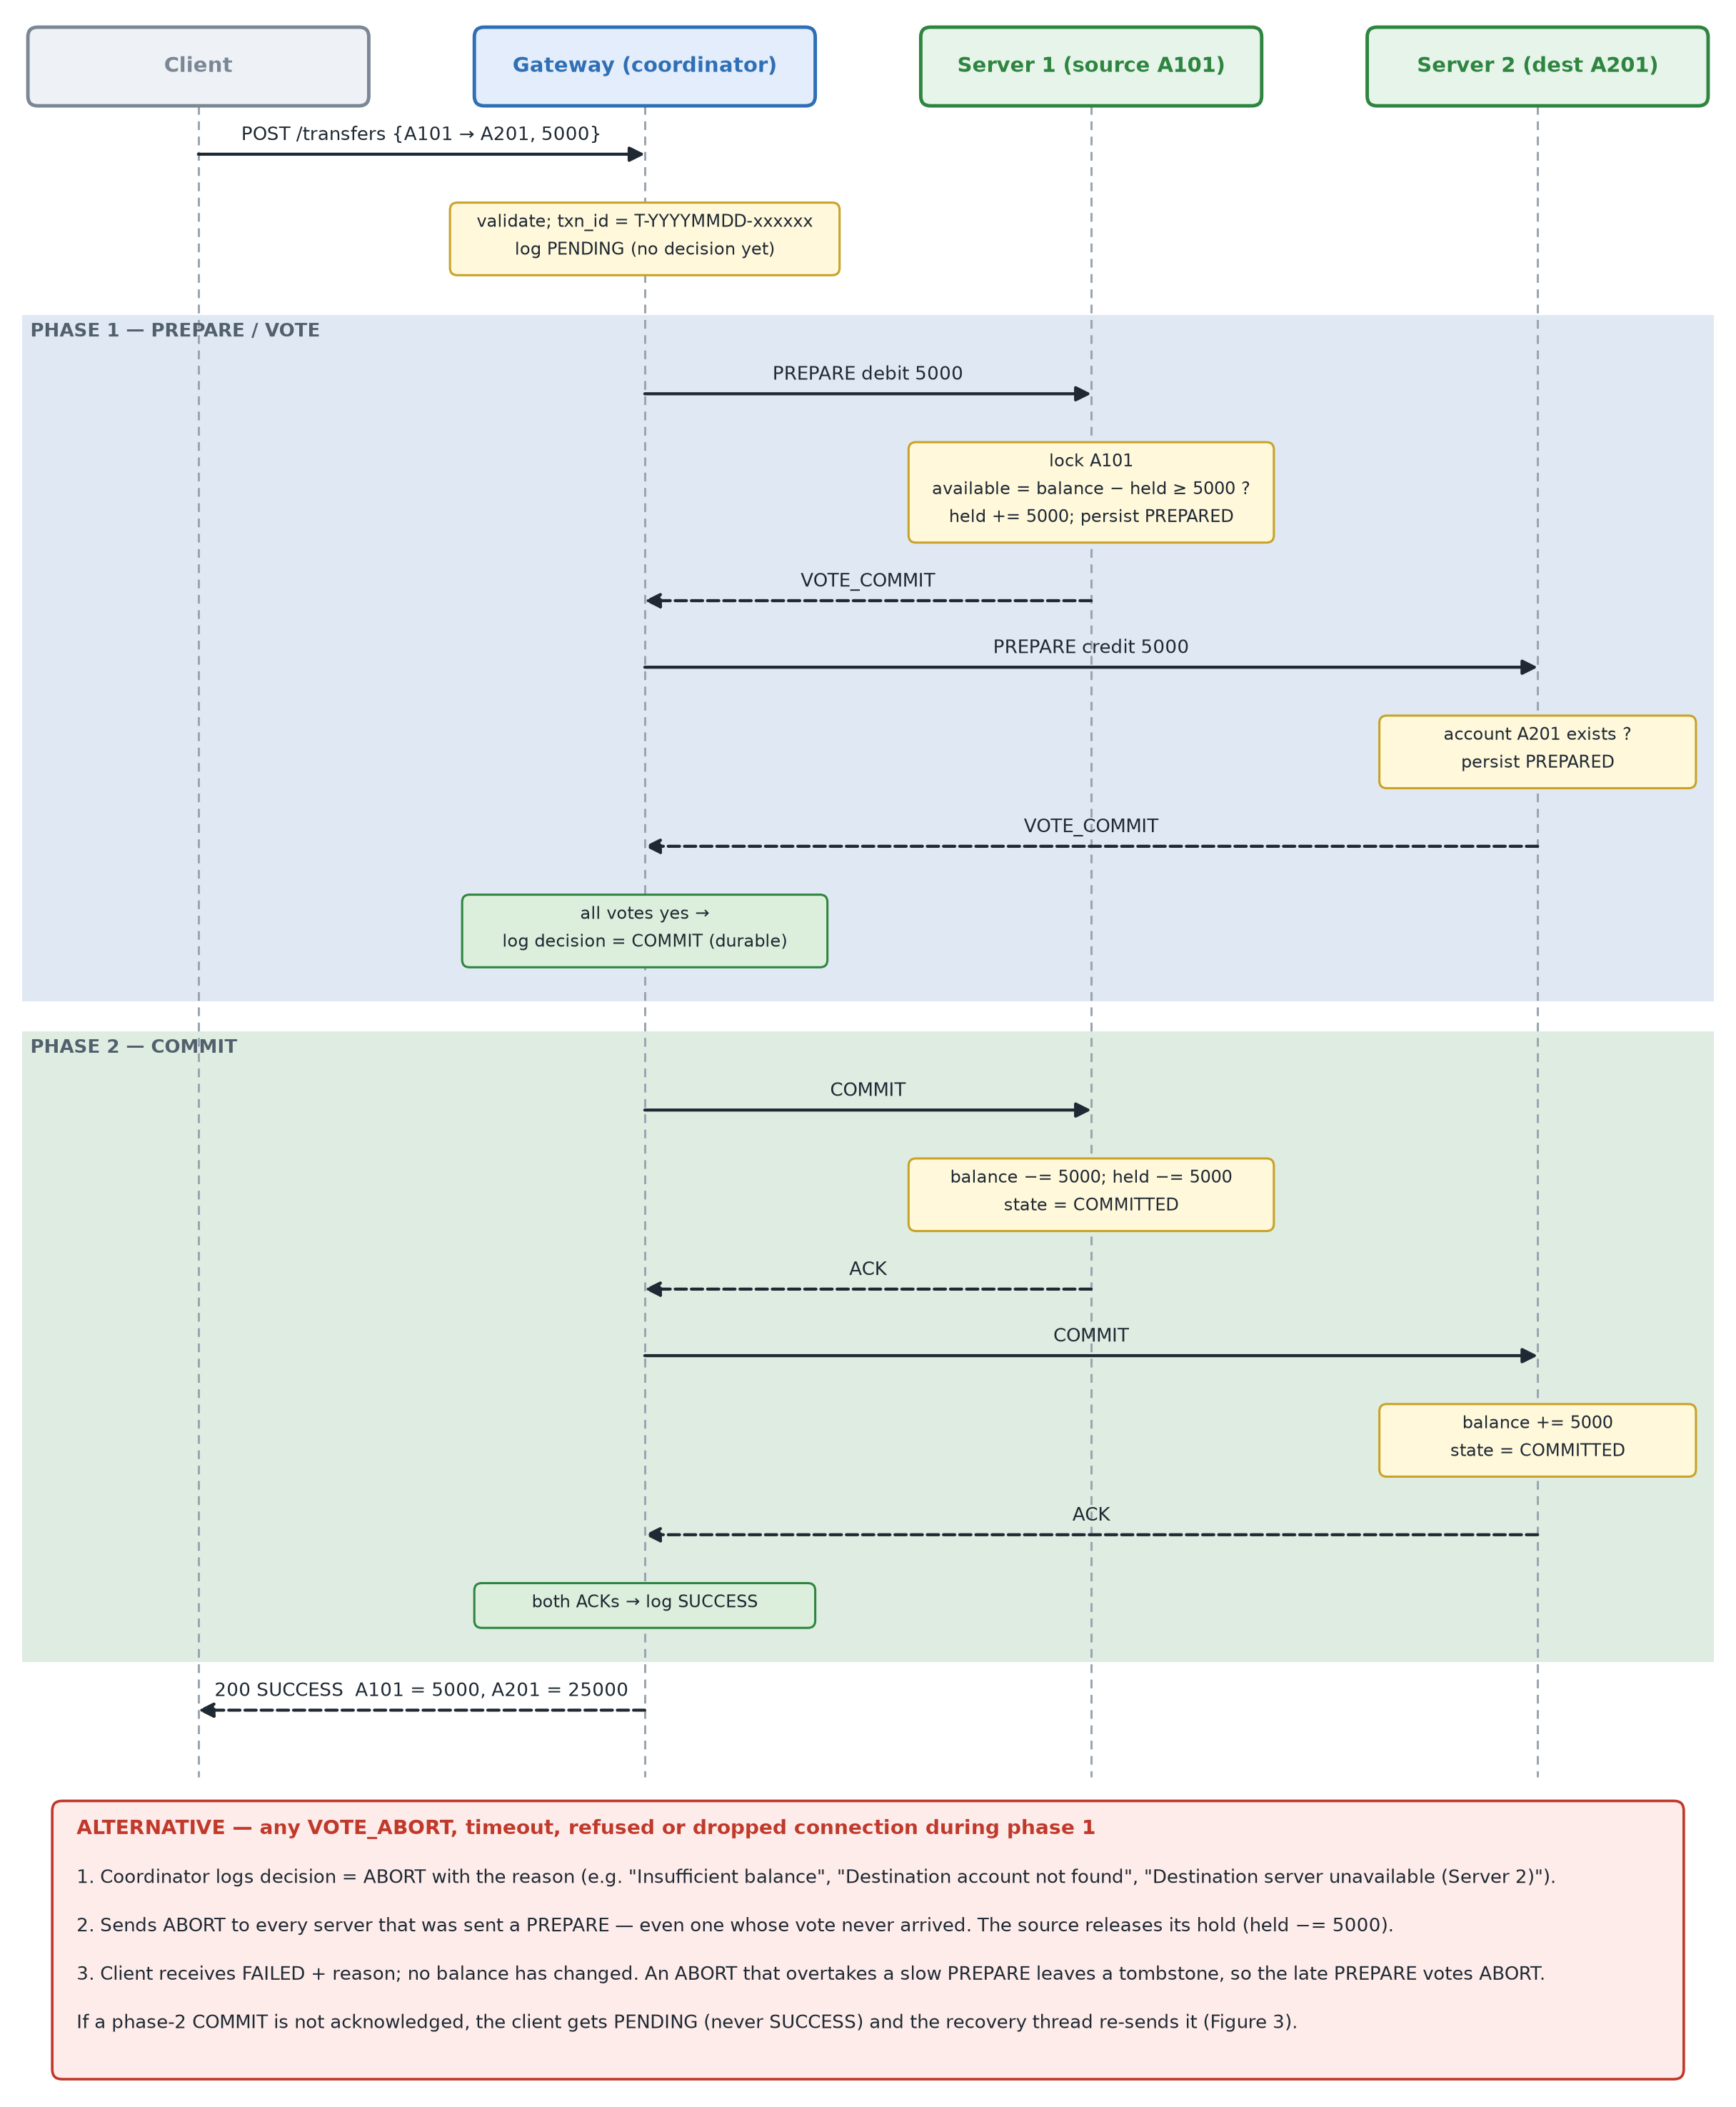 Client
Gateway (coordinator)
Server 1 (source A101)
Server 2 (dest A201)
POST /transfers {A101 → A201, 5000}
validate; txn_id = T-YYYYMMDD-xxxxxx
log PENDING (no decision yet)
PHASE 1 — PREPARE / VOTE
PREPARE debit 5000
lock A101
available = balance − held ≥ 5000 ?
held += 5000; persist PREPARED
VOTE_COMMIT
PREPARE credit 5000
account A201 exists ?
persist PREPARED
VOTE_COMMIT
all votes yes →
log decision = COMMIT (durable)
PHASE 2 — COMMIT
COMMIT
balance −= 5000; held −= 5000
state = COMMITTED
ACK
COMMIT
balance += 5000
state = COMMITTED
ACK
both ACKs → log SUCCESS
200 SUCCESS  A101 = 5000, A201 = 25000
ALTERNATIVE — any VOTE_ABORT, timeout, refused or dropped connection during phase 1
1. Coordinator logs decision = ABORT with the reason (e.g. "Insufficient balance", "Destination account not found", "Destination server unavailable (Server 2)").
2. Sends ABORT to every server that was sent a PREPARE — even one whose vote never arrived. The source releases its hold (held −= 5000).
3. Client receives FAILED + reason; no balance has changed. An ABORT that overtakes a slow PREPARE leaves a tombstone, so the late PREPARE votes ABORT.
If a phase-2 COMMIT is not acknowledged, the client gets PENDING (never SUCCESS) and the recovery thread re-sends it (Figure 3).